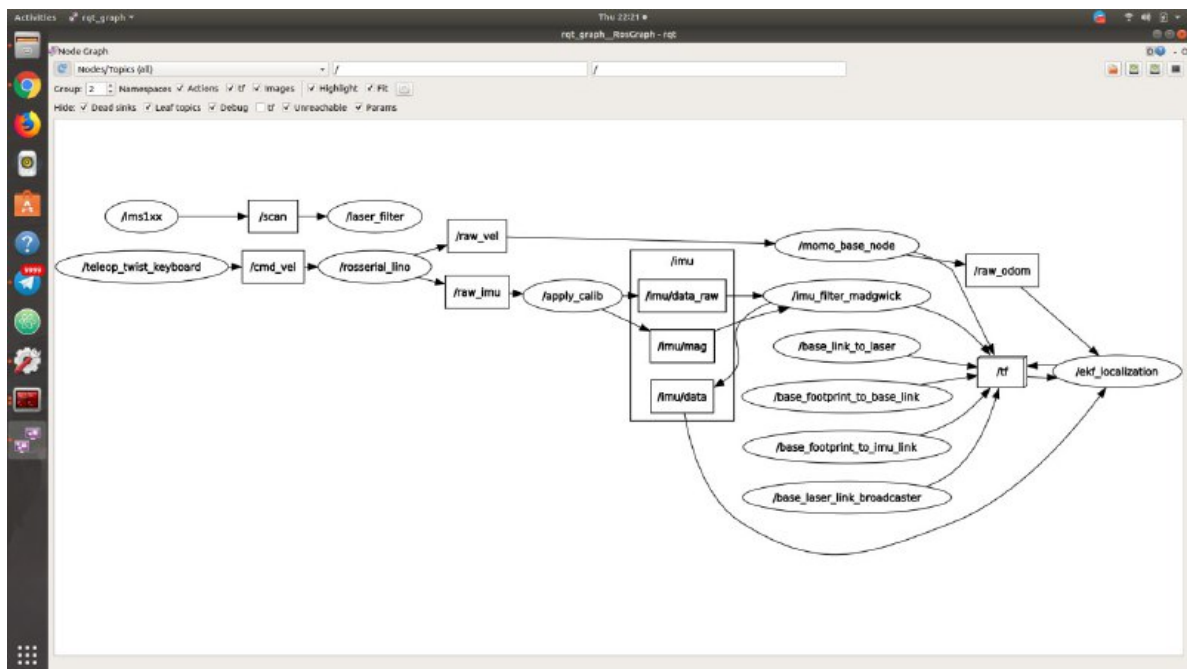 Activities rqt_graph Thu 22:21
rqt_graph__RosGraph - rqt
Node Graph
Nodes/Topics (all) / /
Group: 2 Namespaces Actions tf Images Highlight Fit
Hide: Dead sinks Leaf topics Debug tf Unreachable Params
/lms1xx
/scan
/laser_filter
/teleop_twist_keyboard
/cmd_vel
/rosserial_lino
/raw_vel
/raw_imu
/apply_calib
/imu
/imu/data_raw
/imu/mag
/imu/data
/momo_base_node
/imu_filter_madgwick
/base_link_to_laser
/base_footprint_to_base_link
/base_footprint_to_imu_link
/base_laser_link_broadcaster
/raw_odom
/tf
/ekf_localization
9999